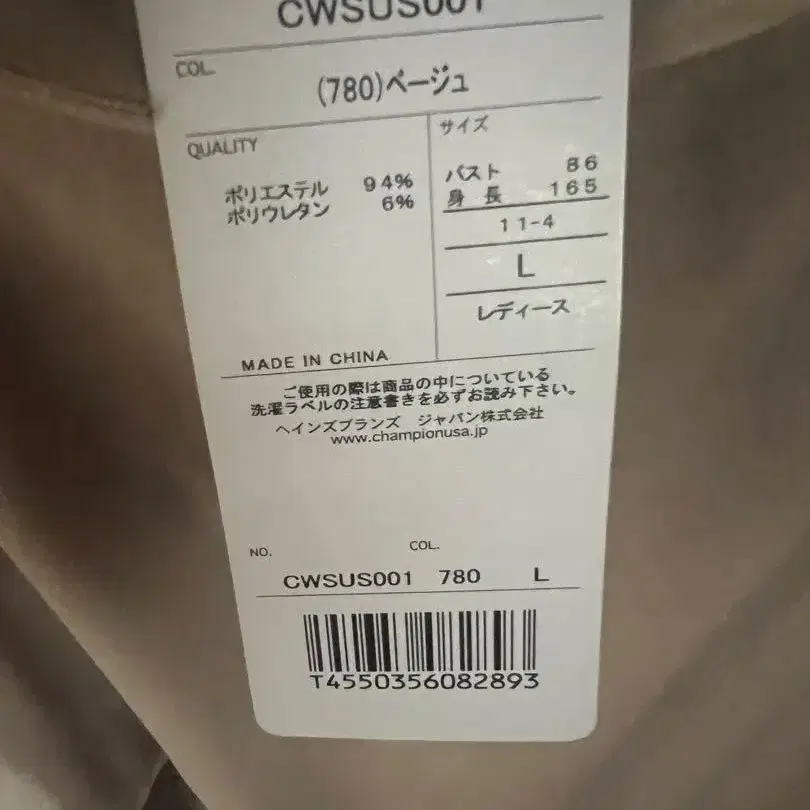 CWSUS001
COL.
(780)ベージュ
QUALITY
ポリエステル 94%
ポリウレタン 6%
サイズ
バスト 86
身長 165
11-4
L
レディース
MADE IN CHINA
ご使用の際は商品の中についている
洗濯ラベルの注意書きを必ずお読み下さい。
ヘインズブランズ ジャパン株式会社
www.championusa.jp
NO. COL.
CWSUS001 780 L
T4550356082893